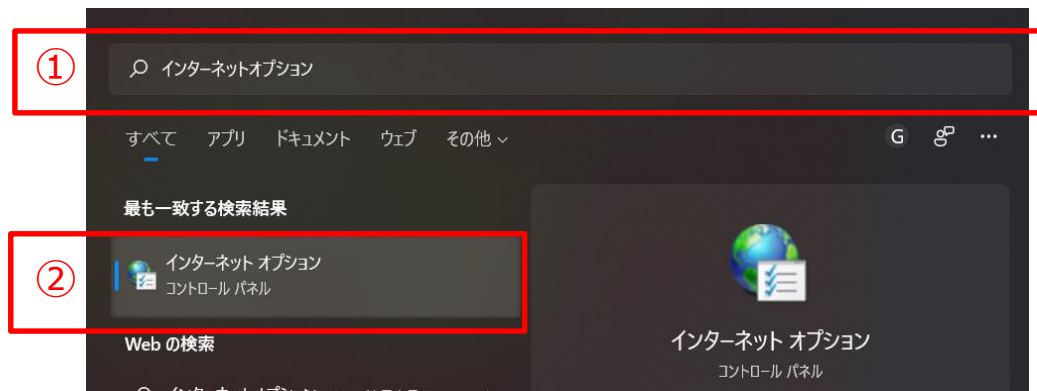 ①
インターネットオプション
すべて アプリ ドキュメント ウェブ その他
G
最も一致する検索結果
②
インターネット オプション
コントロール パネル
Web の検索
インターネット オプション
コントロール パネル